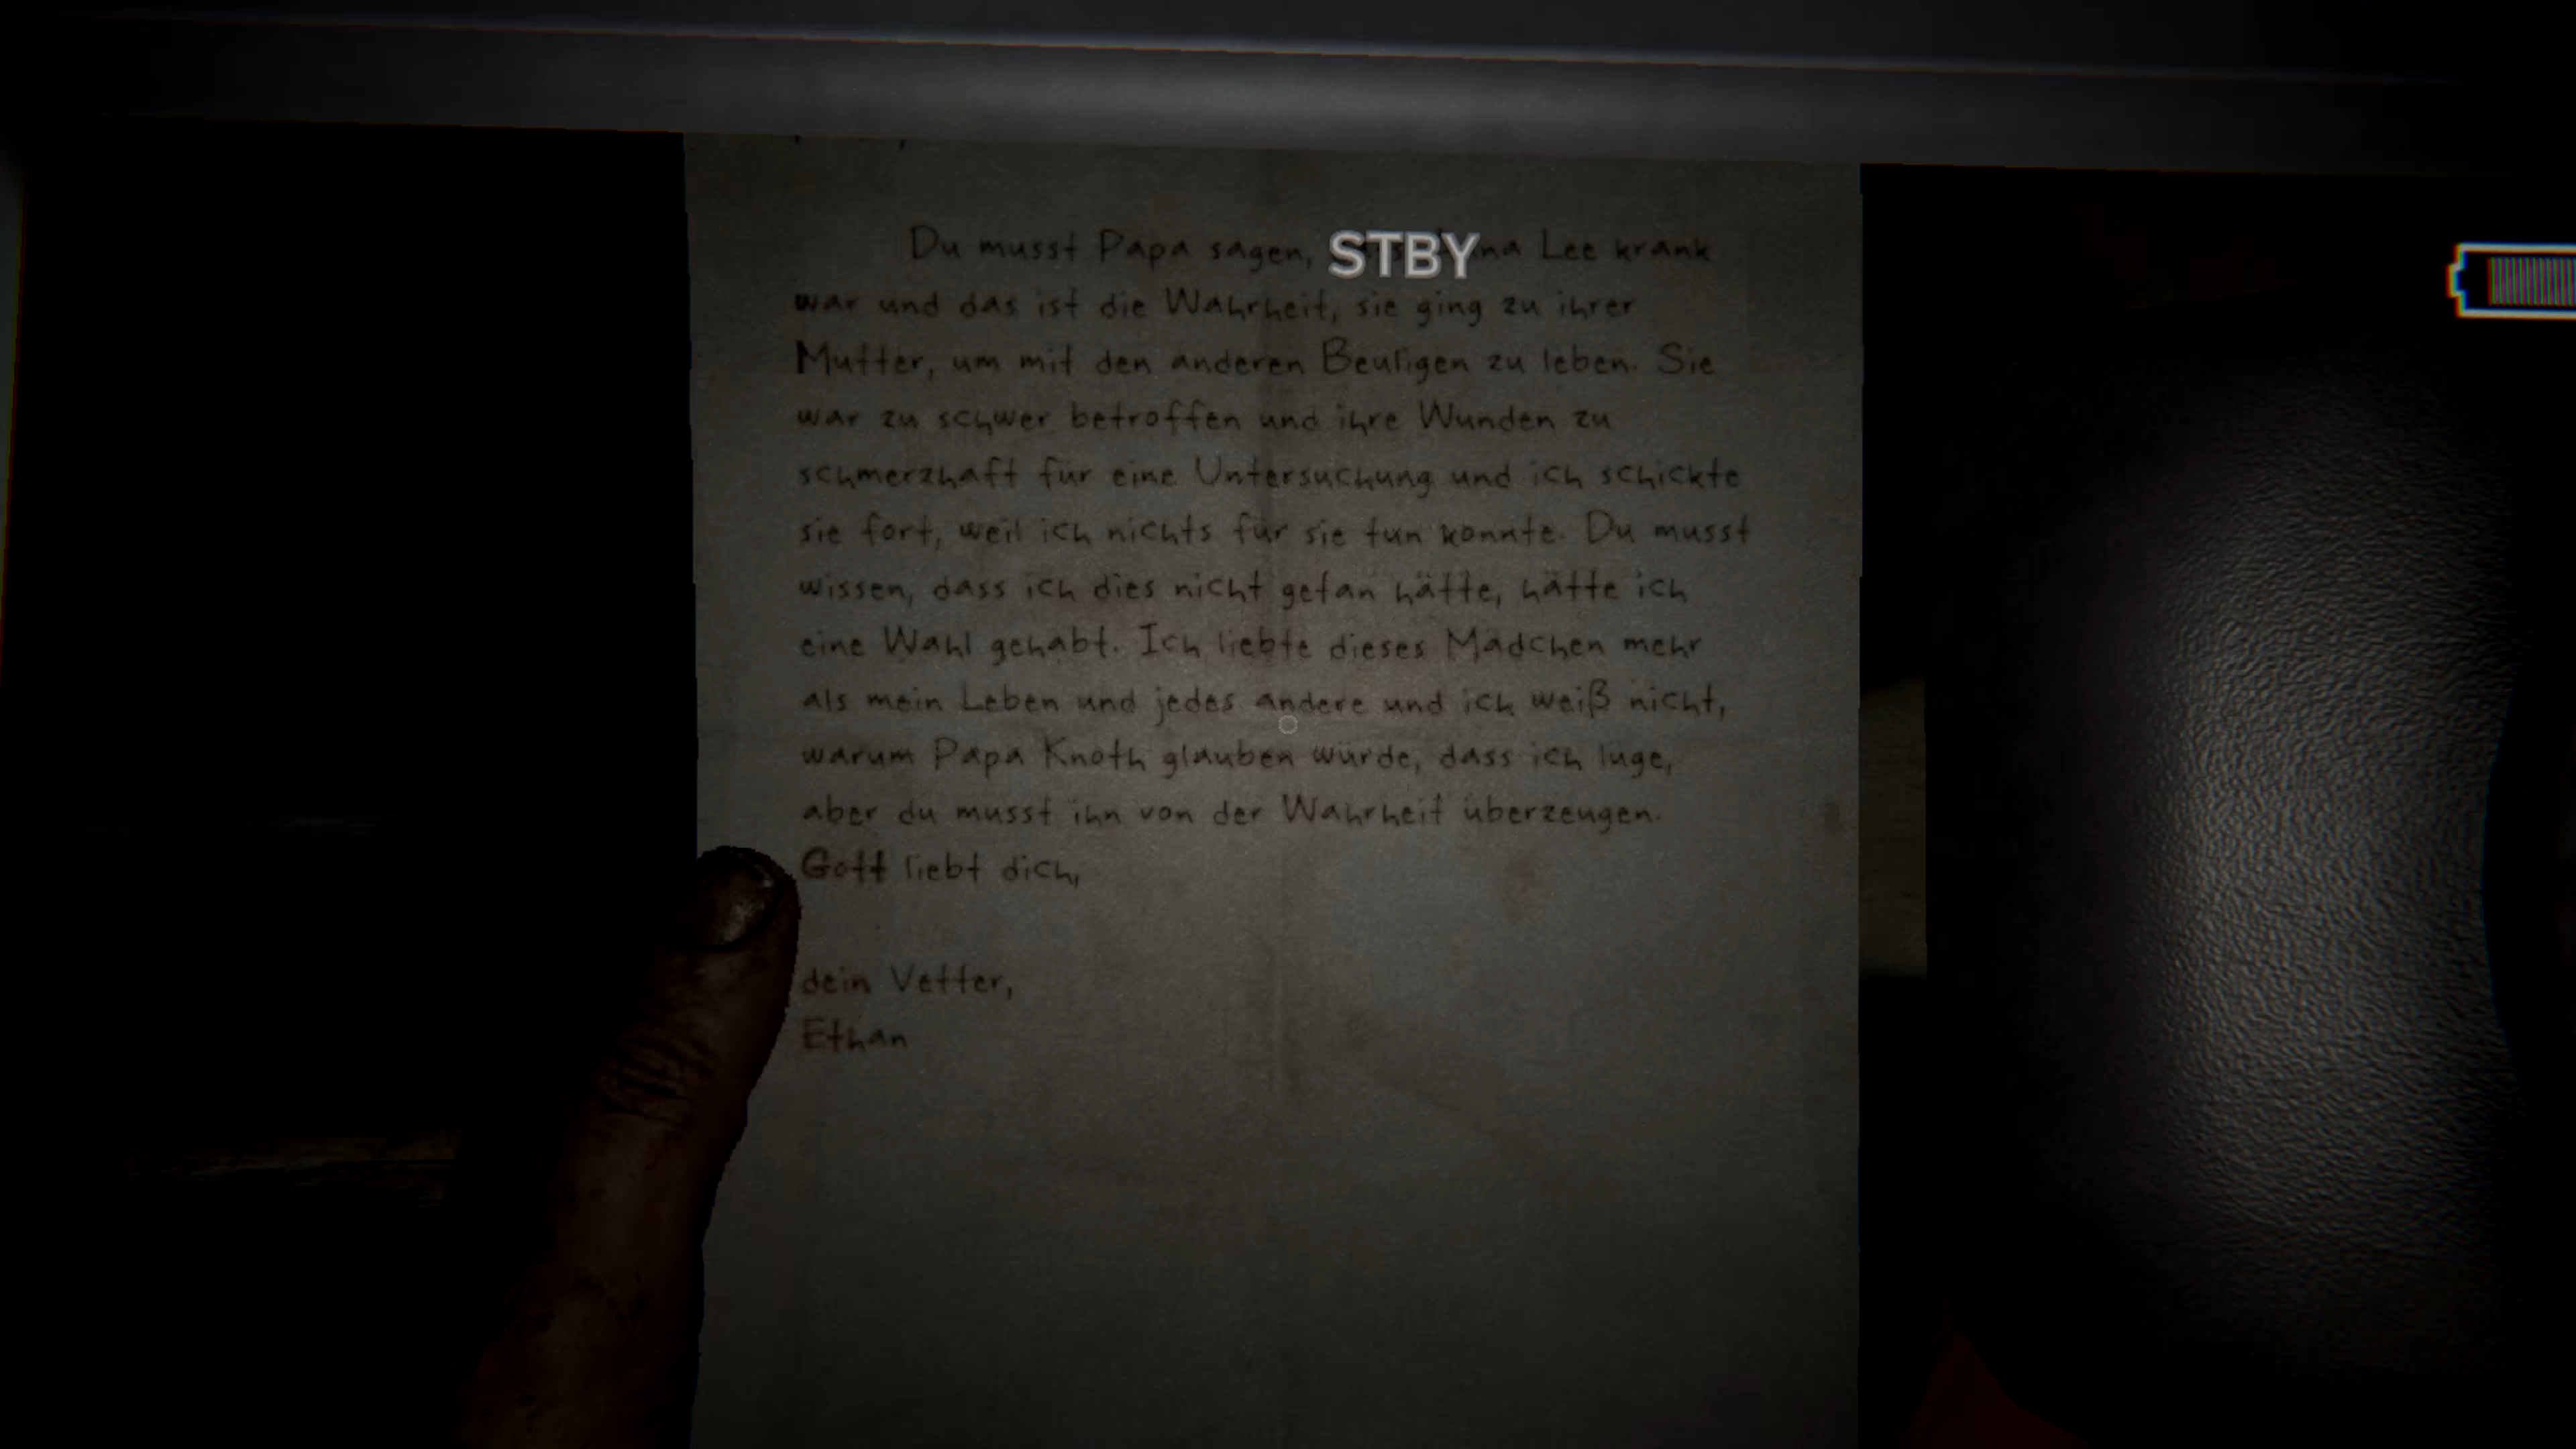 Du musst Papa sagen, STBY Lee krank
war und das ist die Wahrheit, sie ging zu ihrer
Mutter, um mit den anderen Beuligen zu leben. Sie
war zu schwer betroffen und ihre Wunden zu
schmerzhaft für eine Untersuchung und ich schickte
sie fort, weil ich nichts für sie tun konnte. Du musst
wissen, dass ich dies nicht getan hätte, hätte ich
eine Wahl gehabt. Ich liebte dieses Mädchen mehr
als mein Leben und jedes andere und ich weiß nicht,
warum Papa Knoth glauben würde, dass ich lüge,
aber du musst ihn von der Wahrheit überzeugen.
Gott liebt dich,
dein Vetter,
Ethan